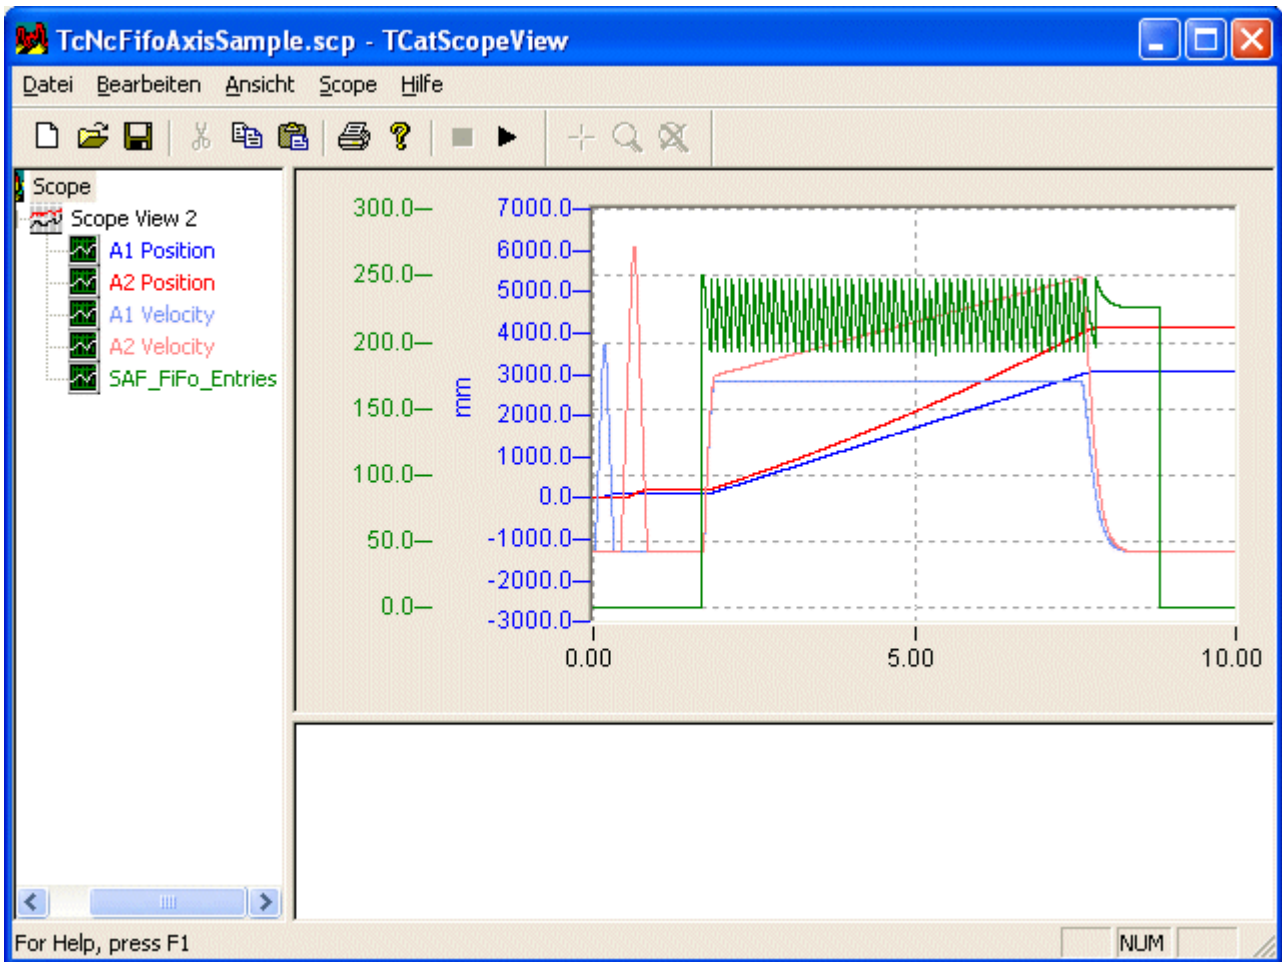 TcNcFifoAxisSample.scp - TCatScopeView
Datei Bearbeiten Ansicht Scope Hilfe
Scope
Scope View 2
A1 Position
A2 Position
A1 Velocity
A2 Velocity
SAF_FiFo_Entries
300.0
250.0
200.0
150.0
100.0
50.0
0.0
mm
7000.0
6000.0
5000.0
4000.0
3000.0
2000.0
1000.0
0.0
-1000.0
-2000.0
-3000.0
0.00 5.00 10.00
For Help, press F1
NUM